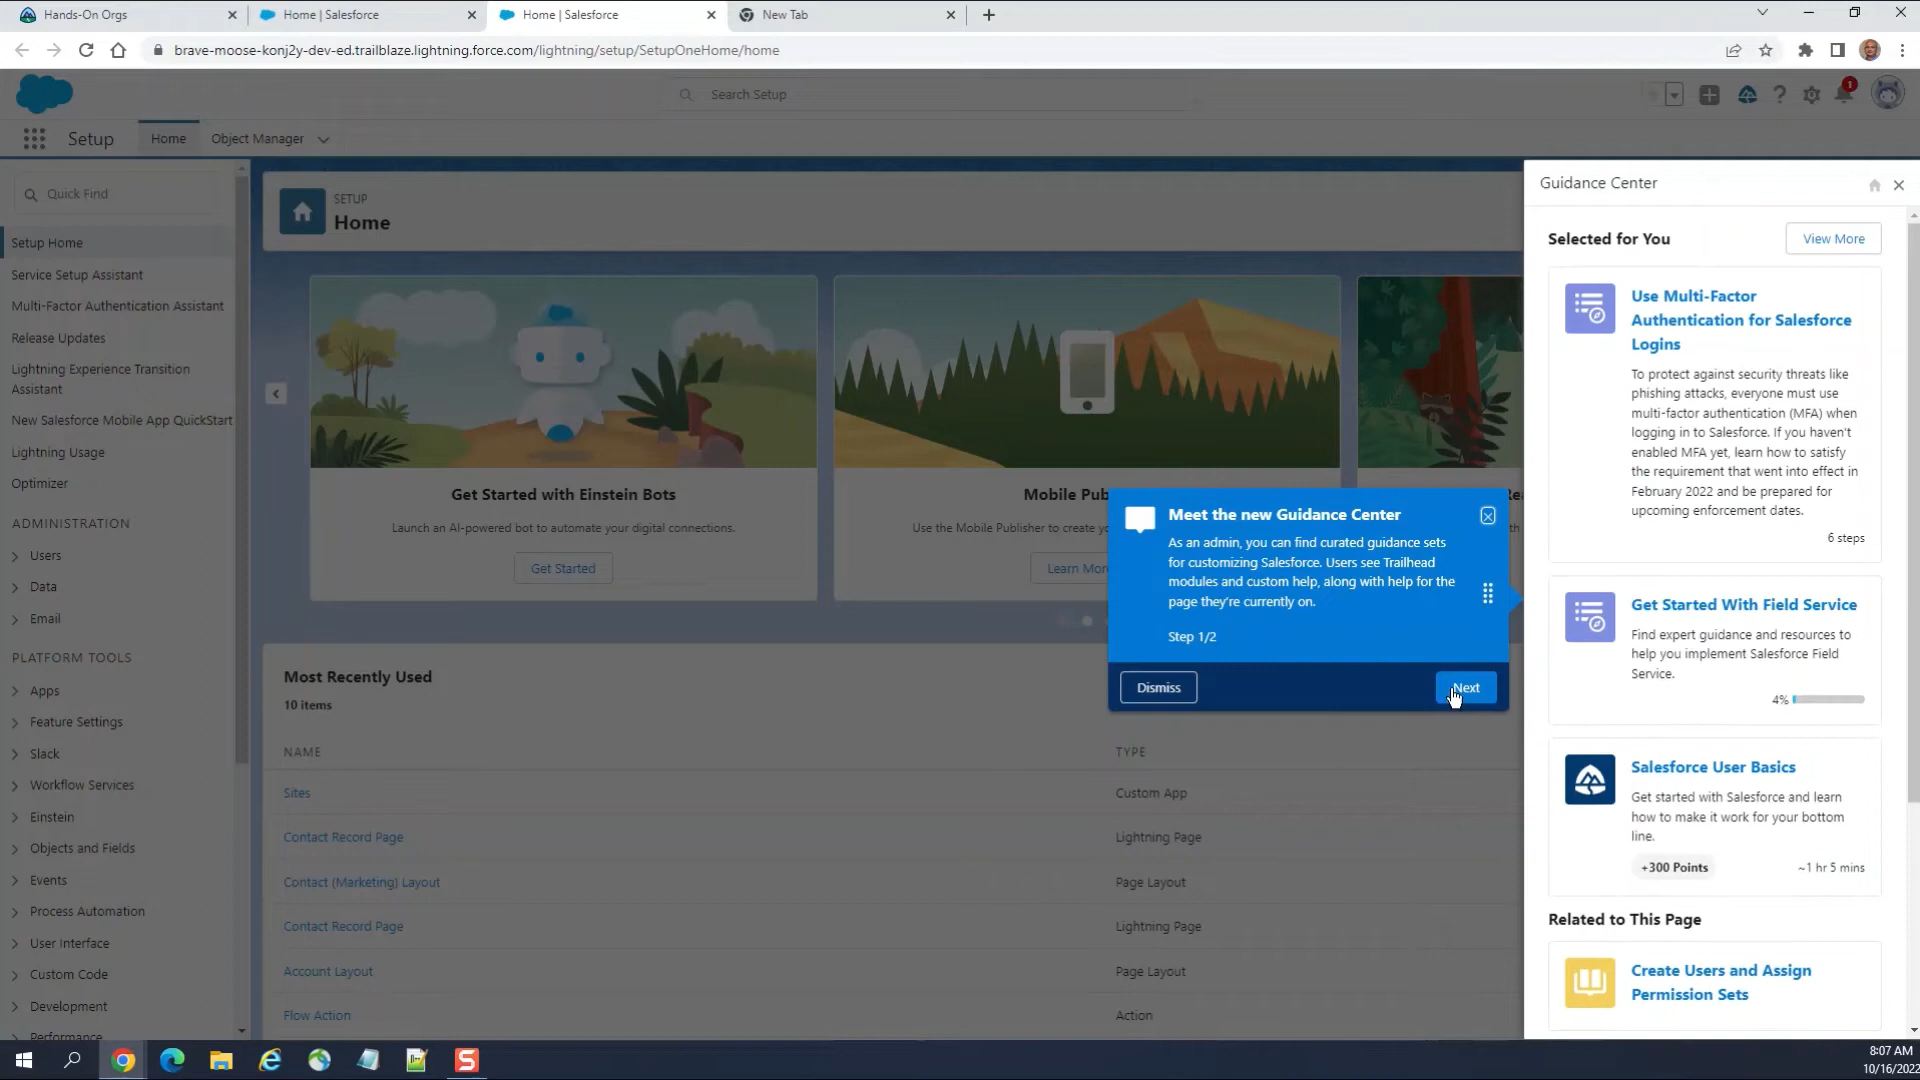 Hands-On Orgs
Home | Salesforce
Home | Salesforce
New Tab
brave-moose-konj2y-dev-ed.trailblaze.lightning.force.com/lightning/setup/SetupOneHome/home
Search Setup
1
Setup
Home
Object Manager
Quick Find
Setup Home
Service Setup Assistant
Multi-Factor Authentication Assistant
Release Updates
Lightning Experience Transition
Assistant
New Salesforce Mobile App QuickStart
Lightning Usage
Optimizer
ADMINISTRATION
Users
Data
Email
PLATFORM TOOLS
Apps
Feature Settings
Slack
Workflow Services
Einstein
Objects and Fields
Events
Process Automation
User Interface
Custom Code
Development
Performance
SETUP
Home
Get Started with Einstein Bots
Launch an AI-powered bot to automate your digital connections.
Get Started
Mobile Pub
Use the Mobile Publisher to create yo
Learn More
Most Recently Used
10 items
NAME
TYPE
Sites
Custom App
Contact Record Page
Lightning Page
Contact (Marketing) Layout
Page Layout
Contact Record Page
Lightning Page
Account Layout
Page Layout
Flow Action
Action
Meet the new Guidance Center
As an admin, you can find curated guidance sets
for customizing Salesforce. Users see Trailhead
modules and custom help, along with help for the
page they're currently on.
Step 1/2
Dismiss
Next
Guidance Center
Selected for You
View More
Use Multi-Factor
Authentication for Salesforce
Logins
To protect against security threats like
phishing attacks, everyone must use
multi-factor authentication (MFA) when
logging in to Salesforce. If you haven't
enabled MFA yet, learn how to satisfy
the requirement that went into effect in
February 2022 and be prepared for
upcoming enforcement dates.
6 steps
Get Started With Field Service
Find expert guidance and resources to
help you implement Salesforce Field
Service.
4%
Salesforce User Basics
Get started with Salesforce and learn
how to make it work for your bottom
line.
+300 Points
~1 hr 5 mins
Related to This Page
Create Users and Assign
Permission Sets
8:07 AM
10/16/2022